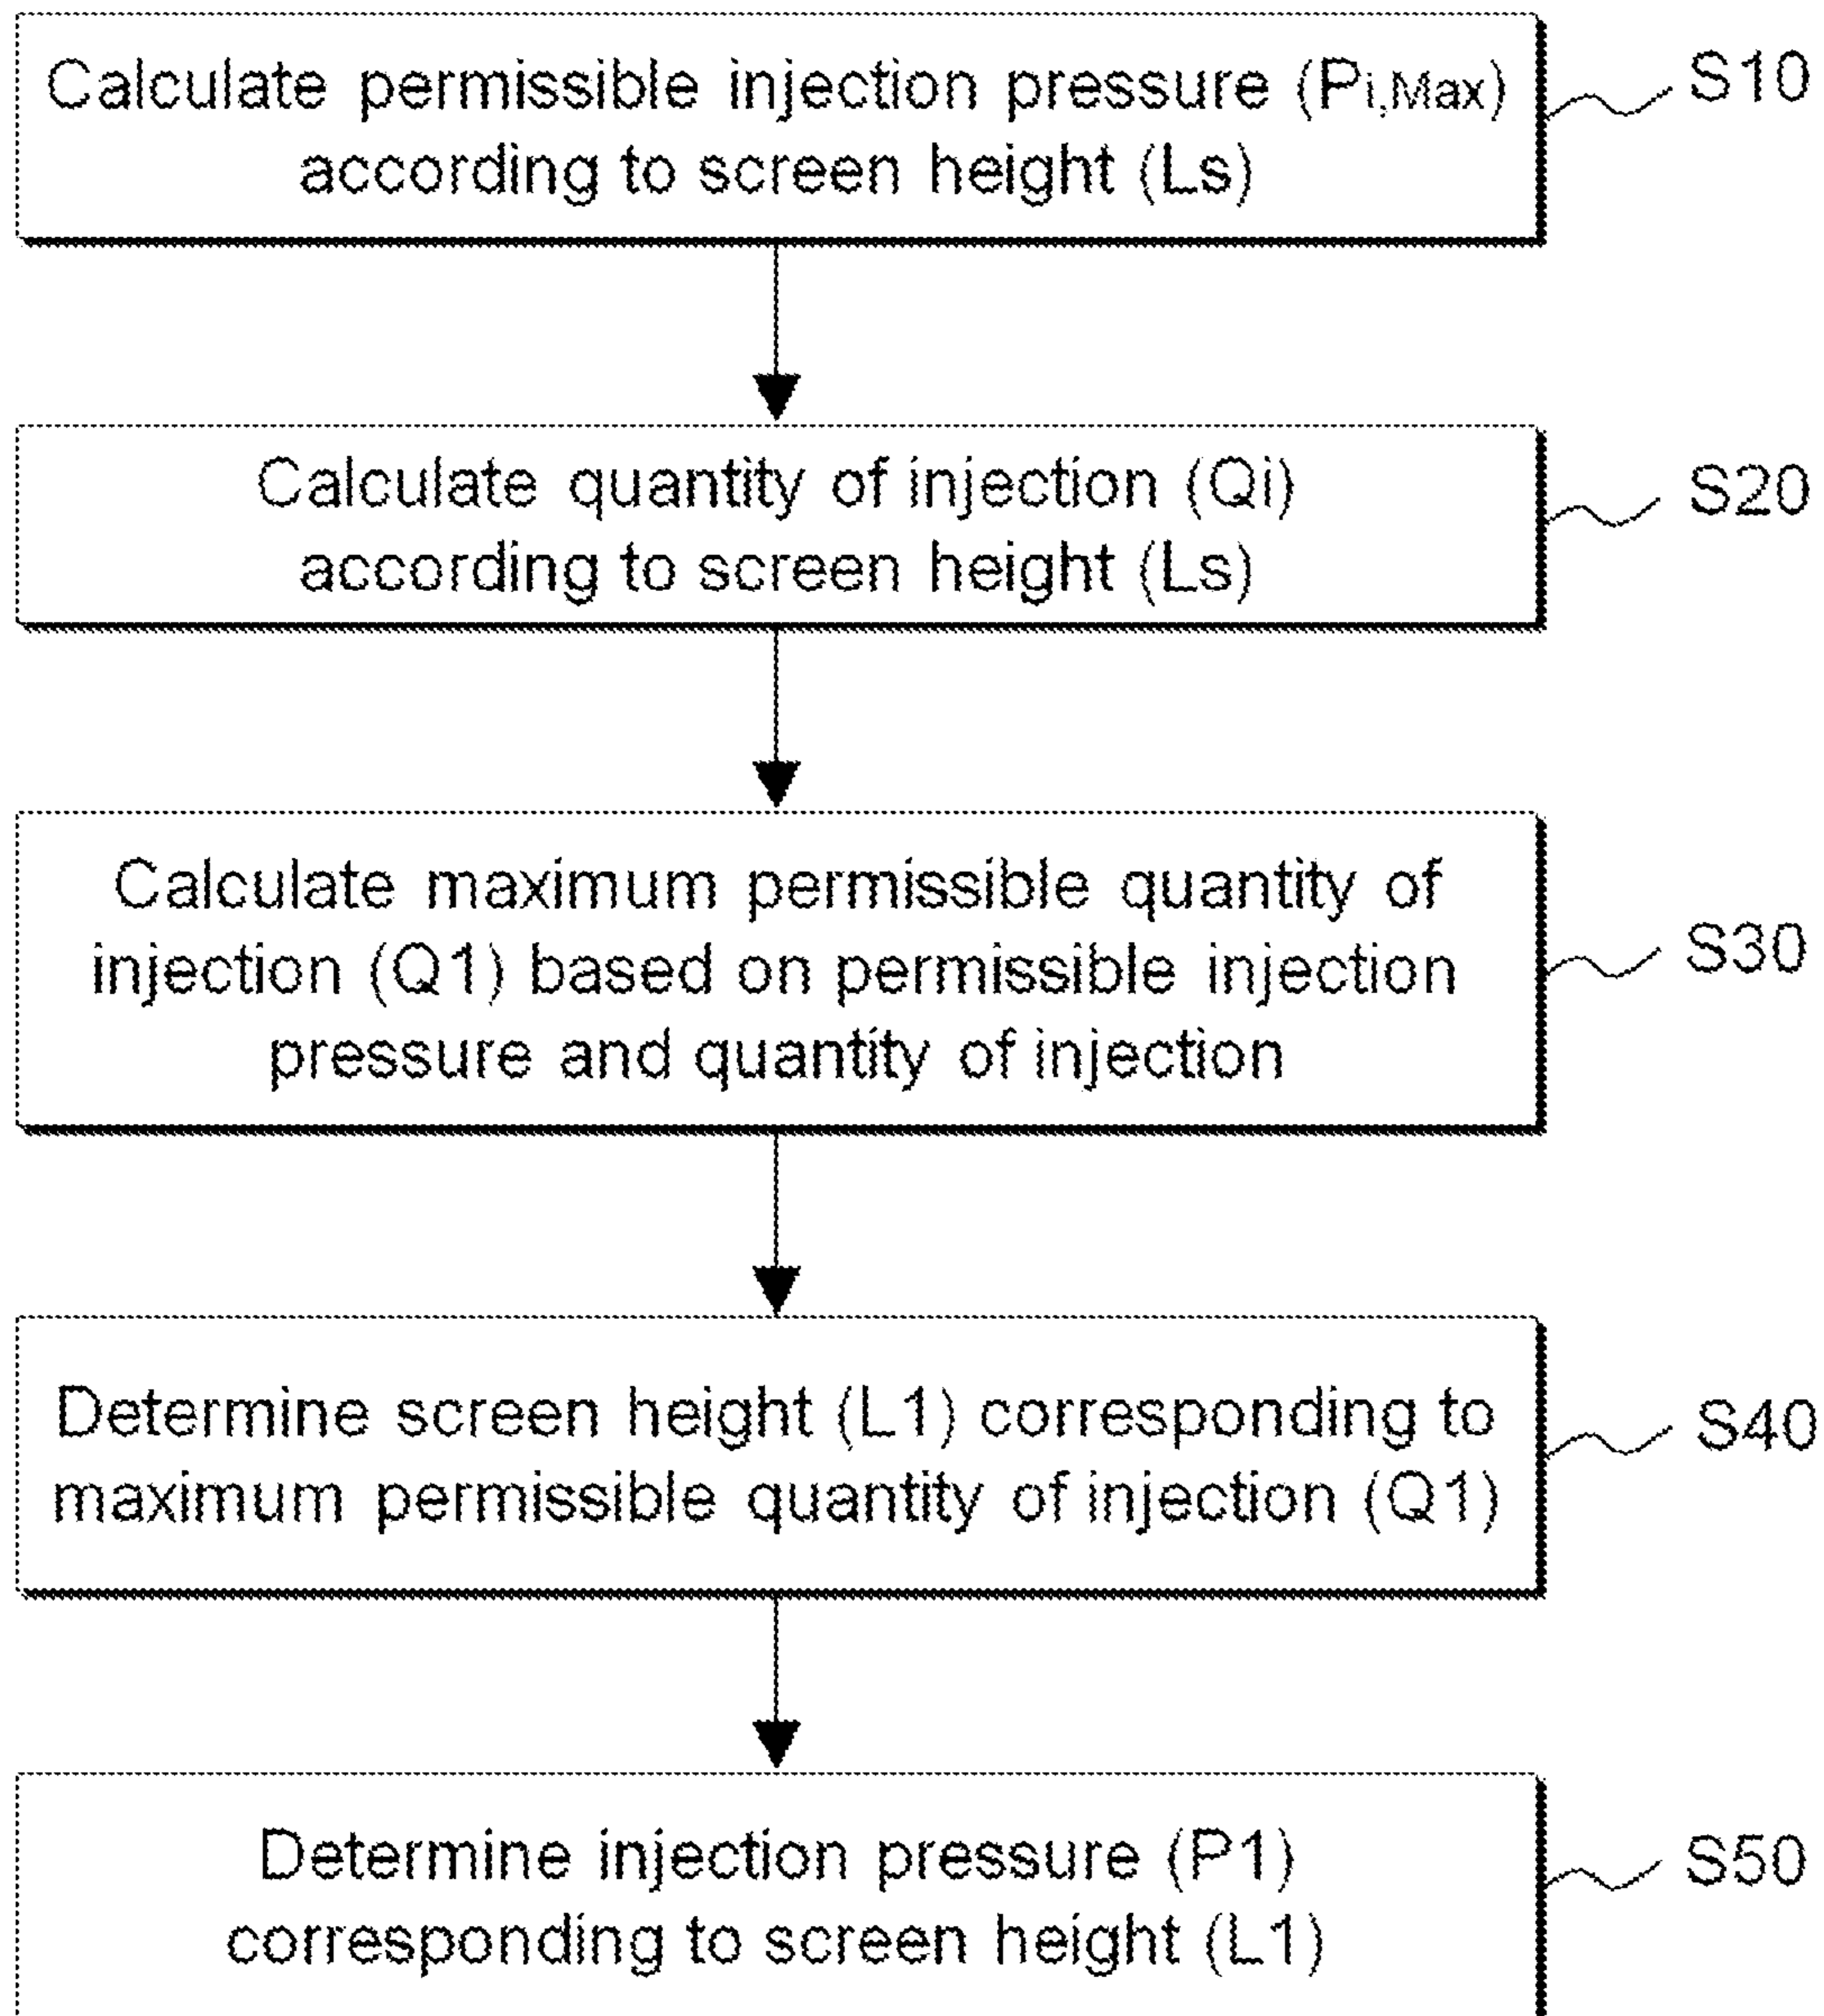 Calculate permissible injection pressure (Pi,Max)
according to screen height (Ls)
S10
Calculate quantity of injection (Qi)
according to screen height (Ls)
S20
Calculate maximum permissible quantity of
injection (Q1) based on permissible injection
pressure and quantity of injection
S30
Determine screen height (L1) corresponding to
maximum permissible quantity of injection (Q1)
S40
Determine injection pressure (P1)
corresponding to screen height (L1)
S50